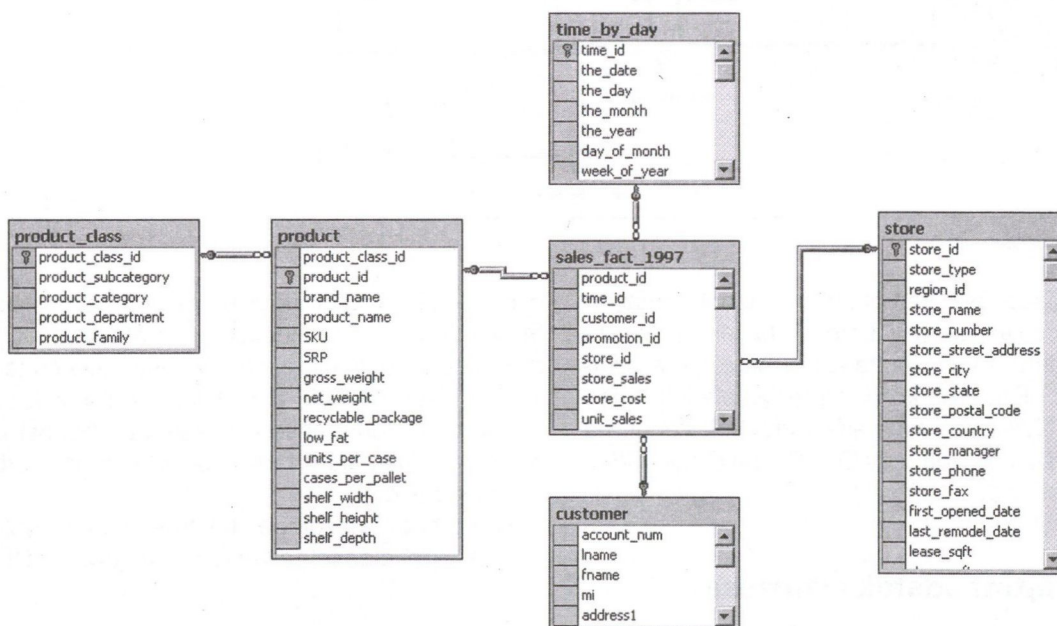 time_by_day
time_id
the_date
the_day
the_month
the_year
day_of_month
week_of_year
product_class
product_class_id
product_subcategory
product_category
product_department
product_family
product
product_class_id
product_id
brand_name
product_name
SKU
SRP
gross_weight
net_weight
recyclable_package
low_fat
units_per_case
cases_per_pallet
shelf_width
shelf_height
shelf_depth
sales_fact_1997
product_id
time_id
customer_id
promotion_id
store_id
store_sales
store_cost
unit_sales
customer
account_num
lname
fname
mi
address1
store
store_id
store_type
region_id
store_name
store_number
store_street_address
store_city
store_state
store_postal_code
store_country
store_manager
store_phone
store_fax
first_opened_date
last_remodel_date
lease_sqft